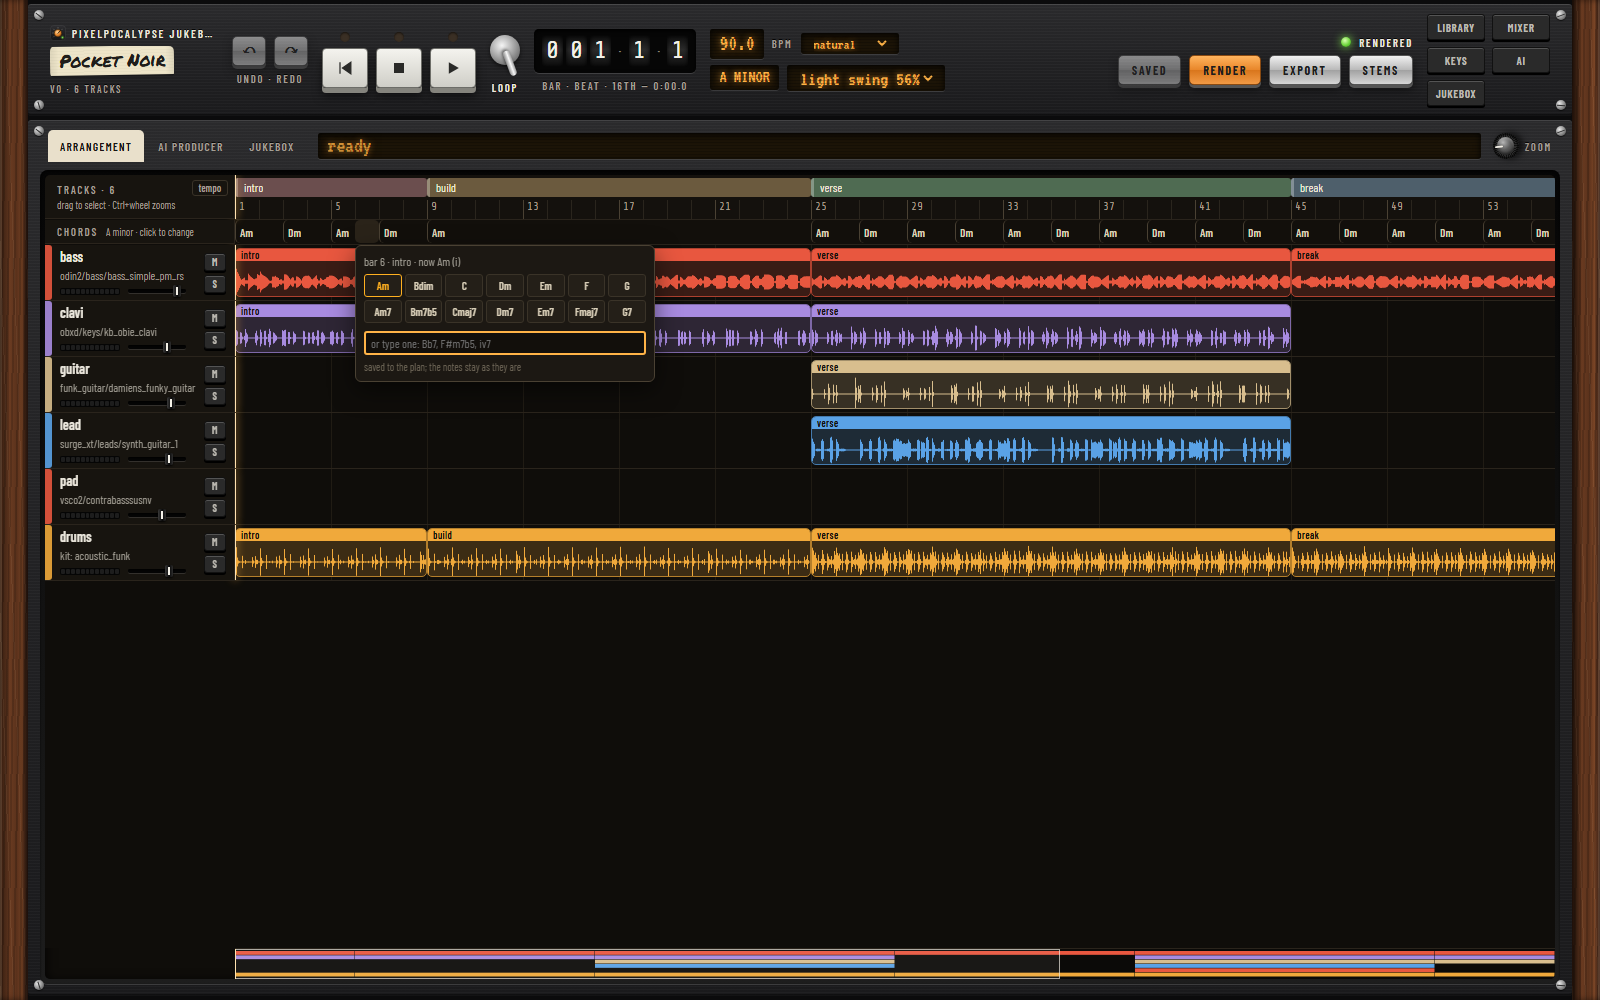 PIXELPOCALYPSE JUKEB…
POCKET NOIR
V0 · 6 TRACKS
UNDO · REDO
LOOP
001 · 1 · 1
BAR · BEAT · 16TH — 0:00.0
90.0 BPM natural
A MINOR light swing 56%
SAVED RENDER EXPORT STEMS
RENDERED
LIBRARY MIXER
KEYS AI
JUKEBOX
ARRANGEMENT AI PRODUCER JUKEBOX
ready
ZOOM
TRACKS · 6 tempo
drag to select · Ctrl+wheel zooms
intro build verse break
1 5 9 13 17 21 25 29 33 37 41 45 49 53
CHORDS A minor · click to change
Am Dm Am Dm Am Am Dm Am Dm Am Dm Am Dm Am Dm Am Dm Am Dm Am Dm
bass M
odin2/bass/bass_simple_pm_rs S
intro verse break
bar 6 · intro · now Am (i)
Am Bdim C Dm Em F G
Am7 Bm7b5 Cmaj7 Dm7 Em7 Fmaj7 G7
or type one: Bb7, F#m7b5, iv7
saved to the plan; the notes stay as they are
clavi M
obxd/keys/kb_obie_clavi S
intro verse
guitar M
funk_guitar/damiens_funky_guitar S
verse
lead M
surge_xt/leads/synth_guitar_1 S
verse
pad M
vsco2/contrabasssusnv S
drums M
kit: acoustic_funk S
intro build verse break